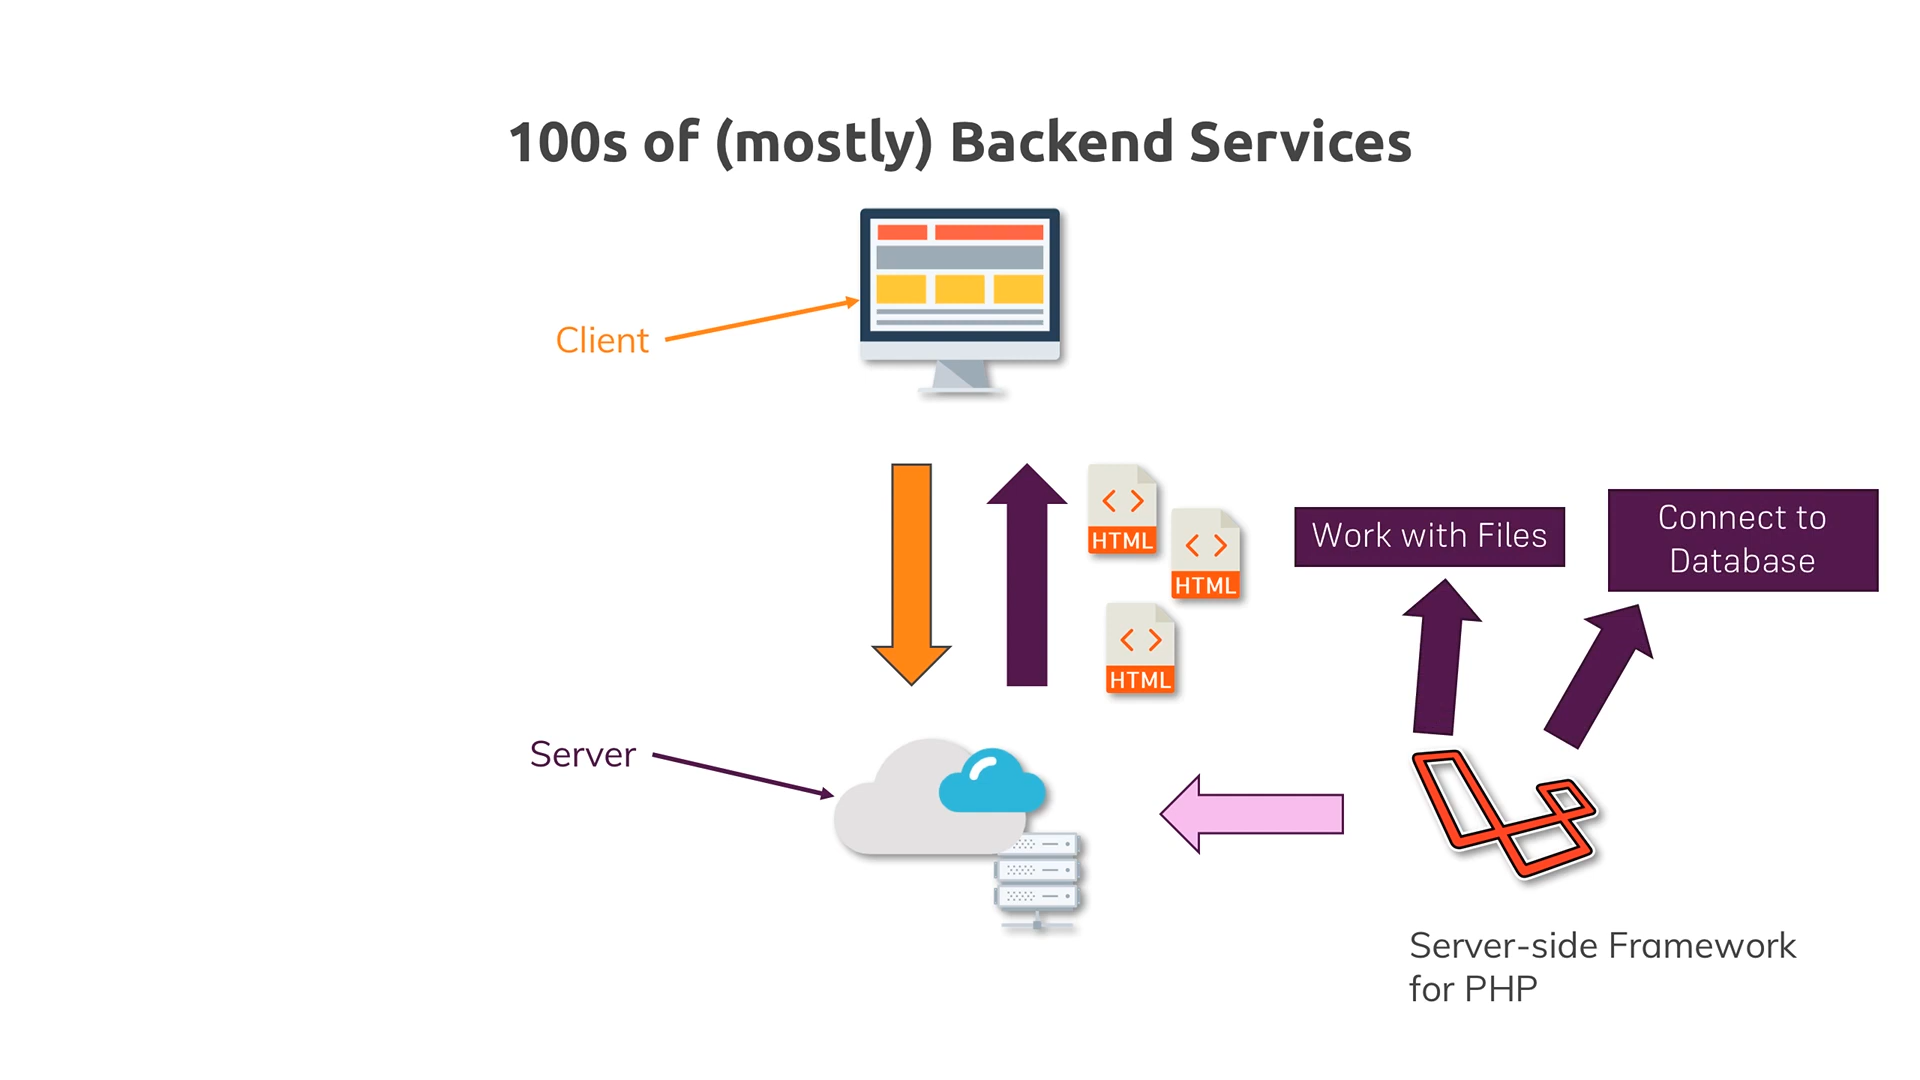 100s of (mostly) Backend Services
Client
HTML
HTML
HTML
Work with Files
Connect to
Database
Server
Server-side Framework
for PHP